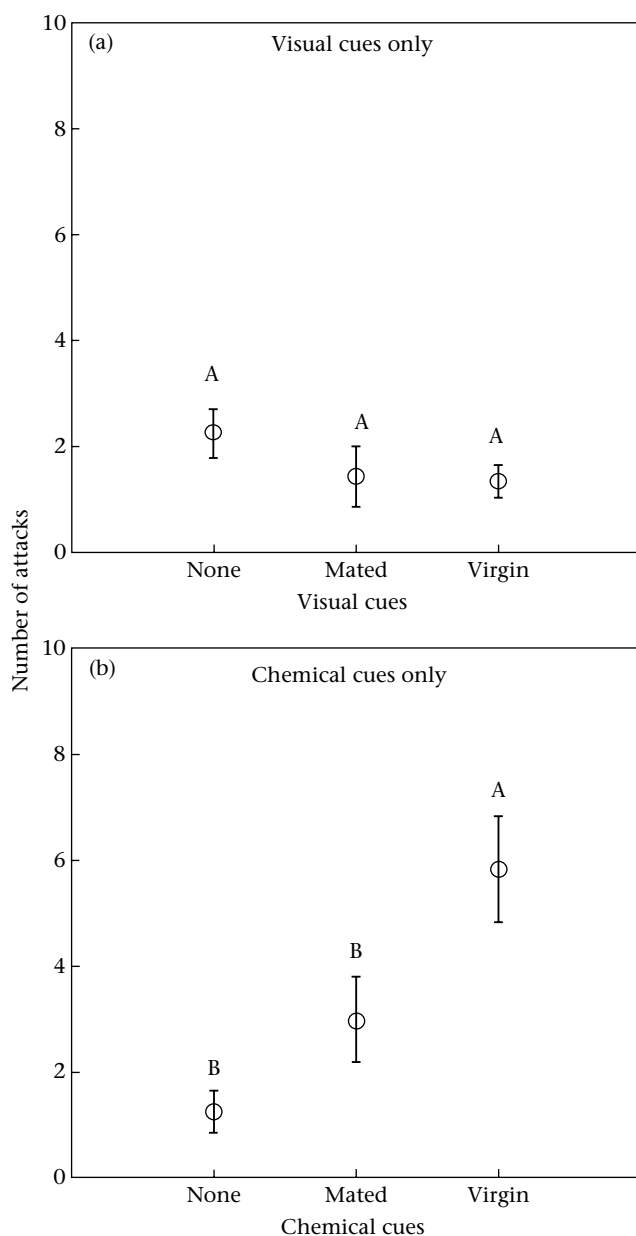 (a) Visual cues only
10
8
6
4
2
0
A
A
A
None Mated Virgin
Visual cues
Number of attacks
(b) Chemical cues only
10
8
6
4
2
0
A
B
B
None Mated Virgin
Chemical cues